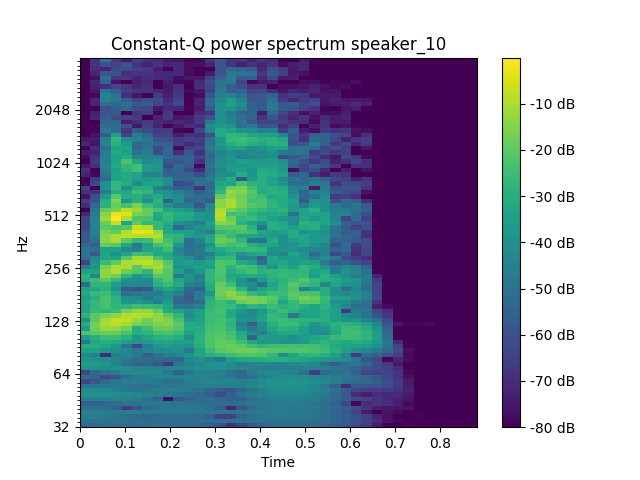 Constant-Q power spectrum speaker_10
Hz
2048
1024
512
256
128
64
32
0 0.1 0.2 0.3 0.4 0.5 0.6 0.7 0.8
Time
-10 dB
-20 dB
-30 dB
-40 dB
-50 dB
-60 dB
-70 dB
-80 dB